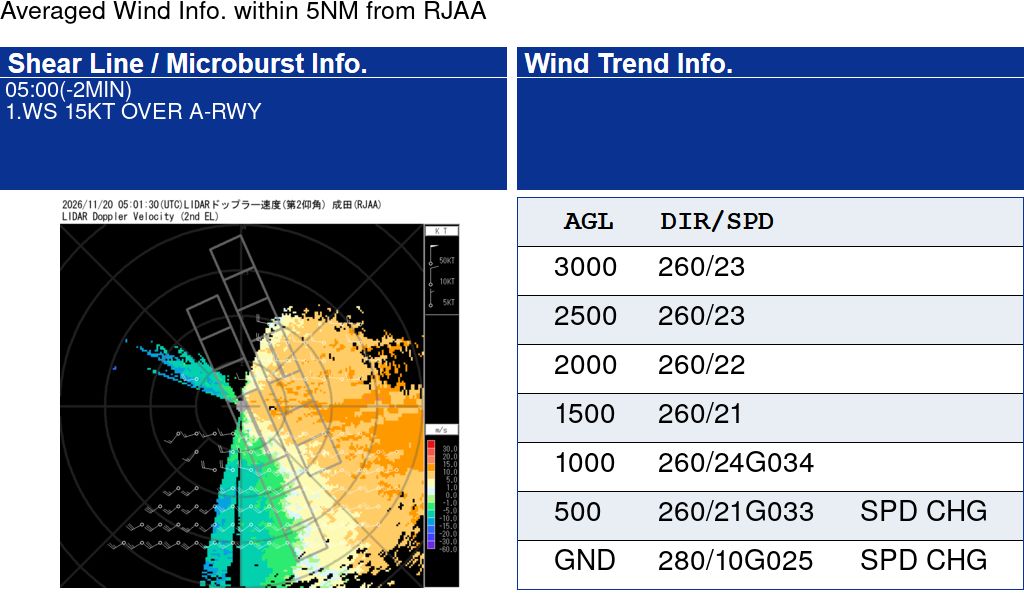 Averaged Wind Info. within 5NM from RJAA
Shear Line / Microburst Info.
05:00(-2MIN)
1.WS 15KT OVER A-RWY
Wind Trend Info.
2026/11/20 05:01:30(UTC)LIDARドップラー速度(第2仰角) 成田(RJAA)
LIDAR Doppler Velocity (2nd EL)
K T
50KT
10KT
5KT
m/s
30.0
20.0
15.0
10.0
5.0
1.0
0.0
-1.0
-5.0
-10.0
-15.0
-20.0
-30.0
-60.0
AGL DIR/SPD
3000 260/23
2500 260/23
2000 260/22
1500 260/21
1000 260/24G034
500 260/21G033 SPD CHG
GND 280/10G025 SPD CHG